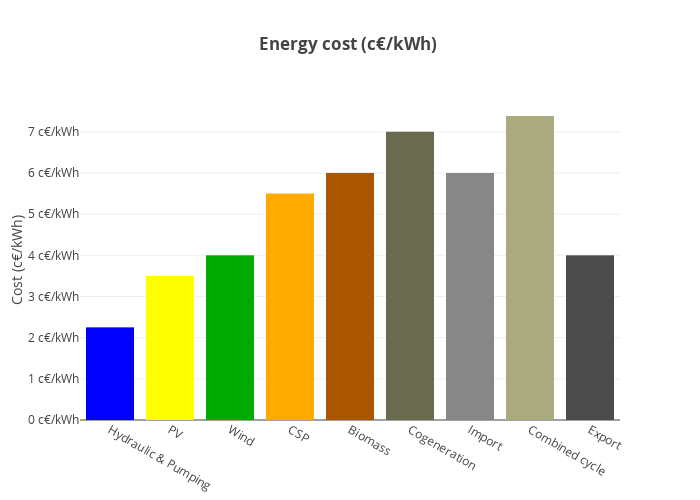 Energy cost (c€/kWh)
Cost (c€/kWh)
7 c€/kWh
6 c€/kWh
5 c€/kWh
4 c€/kWh
3 c€/kWh
2 c€/kWh
1 c€/kWh
0 c€/kWh
Hydraulic & Pumping
PV
Wind
CSP
Biomass
Cogeneration
Import
Combined cycle
Export